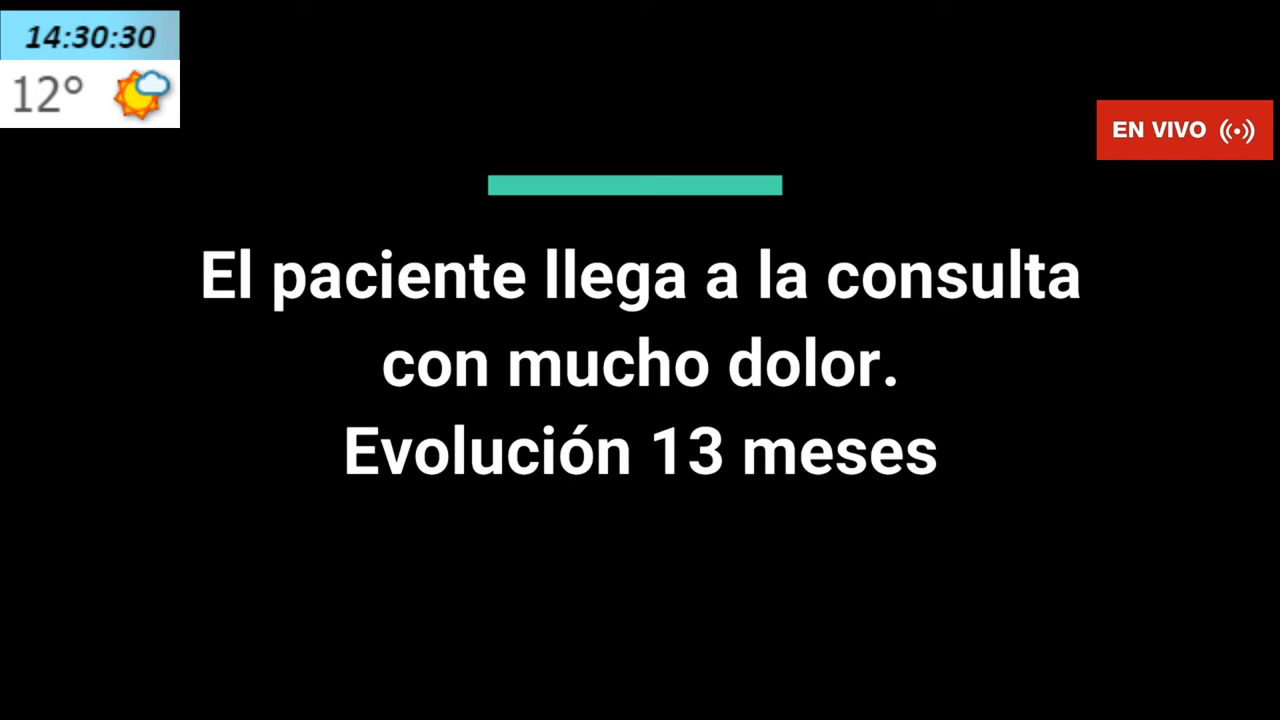 14:30:30
12°
EN VIVO
El paciente llega a la consulta
con mucho dolor.
Evolución 13 meses